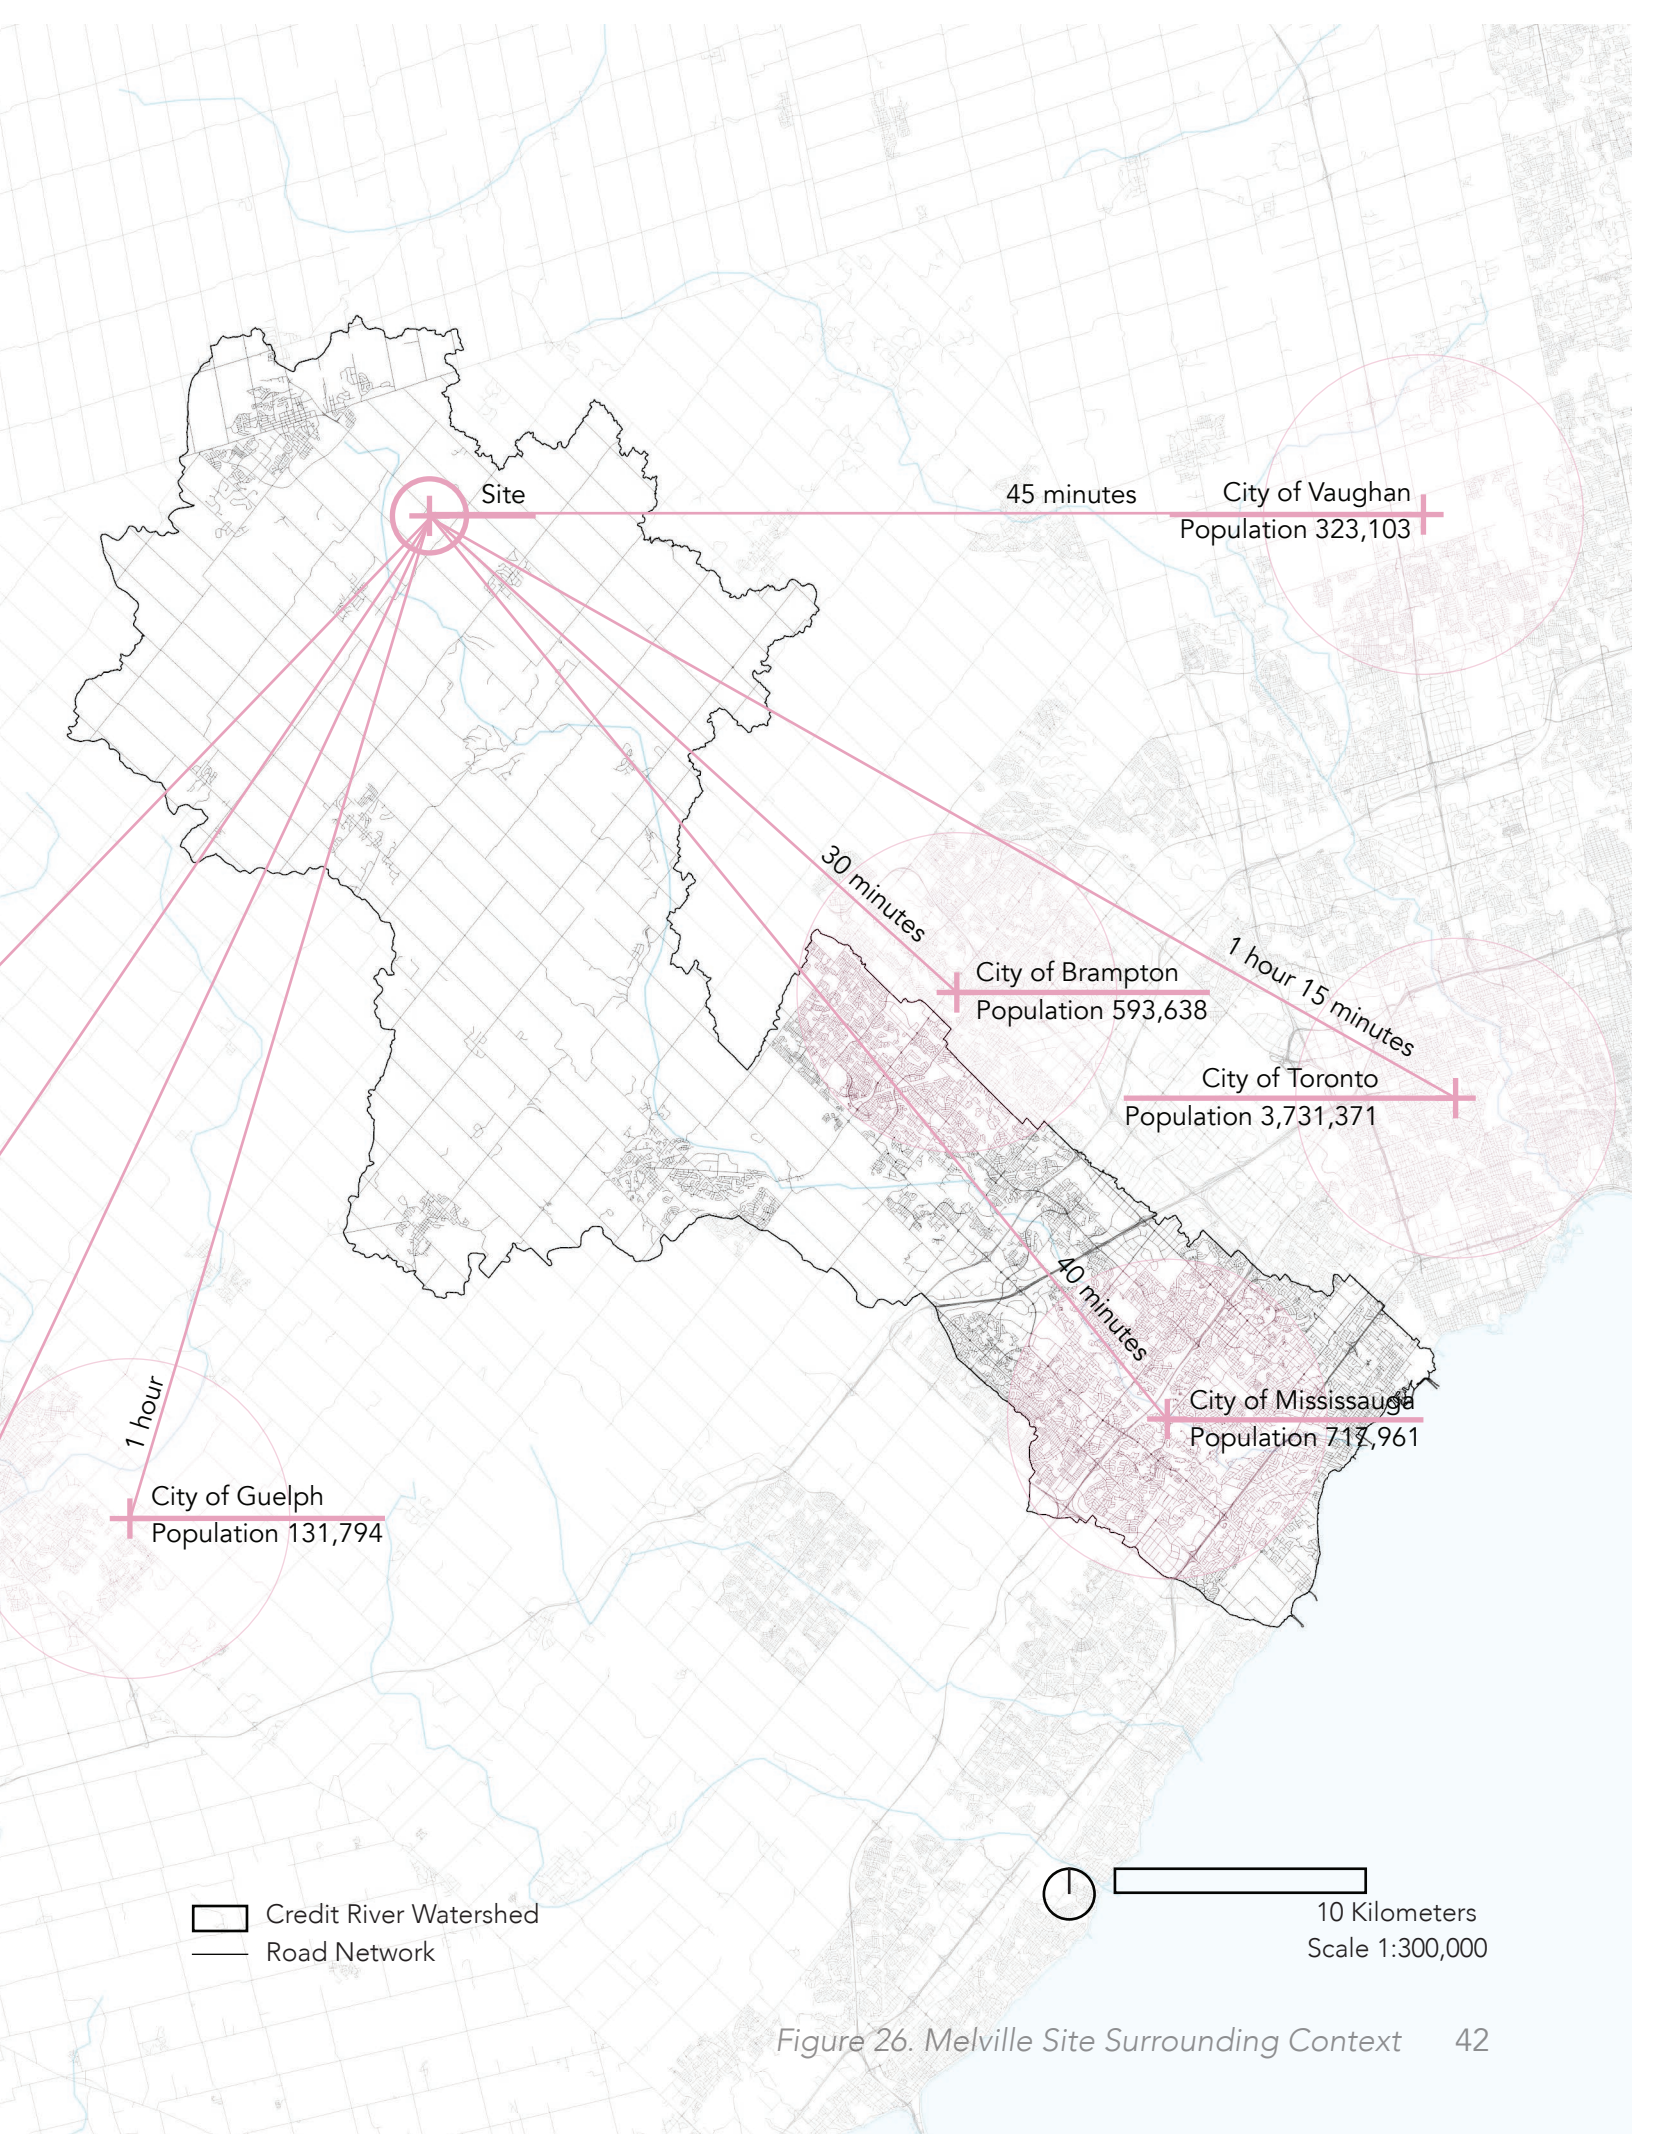 Site
45 minutes
City of Vaughan
Population 323,103
30 minutes
City of Brampton
Population 593,638
1 hour 15 minutes
City of Toronto
Population 3,731,371
40 minutes
City of Mississauga
Population 717,961
1 hour
City of Guelph
Population 131,794
Credit River Watershed
Road Network
10 Kilometers
Scale 1:300,000
Figure 26. Melville Site Surrounding Context 42